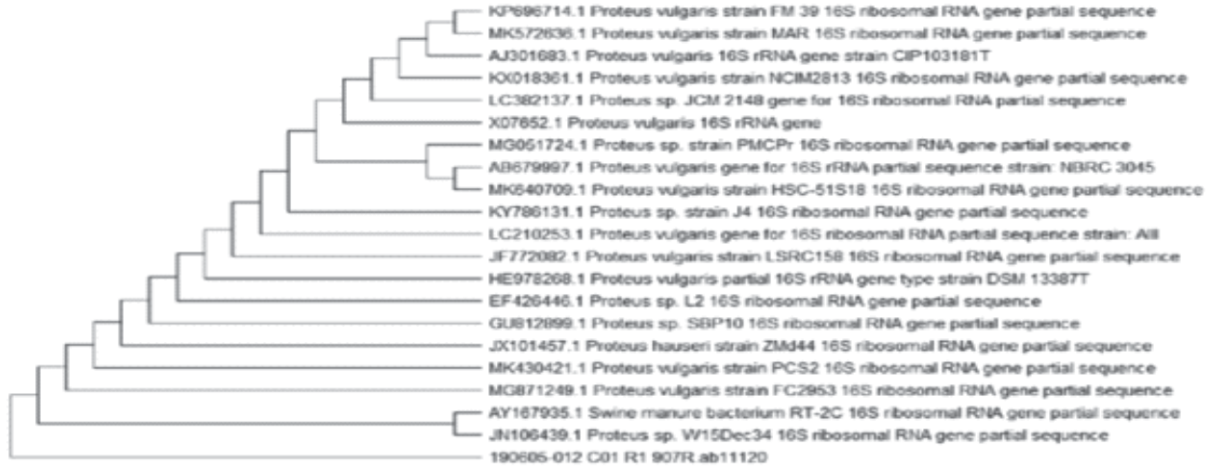 KP696714.1 Proteus vulgaris strain FM 39 16S ribosomal RNA gene partial sequence
MK572636.1 Proteus vulgaris strain MAR 16S ribosomal RNA gene partial sequence
AJ301683.1 Proteus vulgaris 16S rRNA gene strain CIP103181T
KX018361.1 Proteus vulgaris strain NCIM2813 16S ribosomal RNA gene partial sequence
LC382137.1 Proteus sp. JCM 2148 gene for 16S ribosomal RNA partial sequence
X07652.1 Proteus vulgaris 16S rRNA gene
MG051724.1 Proteus sp. strain PMCPr 16S ribosomal RNA gene partial sequence
AB679997.1 Proteus vulgaris gene for 16S rRNA partial sequence strain: NBRC 3045
MK640709.1 Proteus vulgaris strain HSC-51S18 16S ribosomal RNA gene partial sequence
KY786131.1 Proteus sp. strain J4 16S ribosomal RNA gene partial sequence
LC210253.1 Proteus vulgaris gene for 16S ribosomal RNA partial sequence strain:
JF772082.1 Proteus vulgaris strain LSRC158 16S ribosomal RNA gene partial sequence
HE978268.1 Proteus vulgaris partial 16S rRNA gene type strain DSM 13387T
EF426446.1 Proteus sp. L2 16S ribosomal RNA gene partial sequence
GU812899.1 Proteus sp. SBP10 16S ribosomal RNA gene partial sequence
JX101457.1 Proteus hauseri strain ZMd44 16S ribosomal RNA gene partial sequence
MK430421.1 Proteus vulgaris strain PCS2 16S ribosomal RNA gene partial sequence
MG871249.1 Proteus vulgaris strain FC2953 16S ribosomal RNA gene partial sequence
AY167935.1 Swine manure bacterium RT-2C 16S ribosomal RNA gene partial sequence
JN106439.1 Proteus sp. W15Dec34 16S ribosomal RNA gene partial sequence
190605-012 C01 R1 907R.ab11120